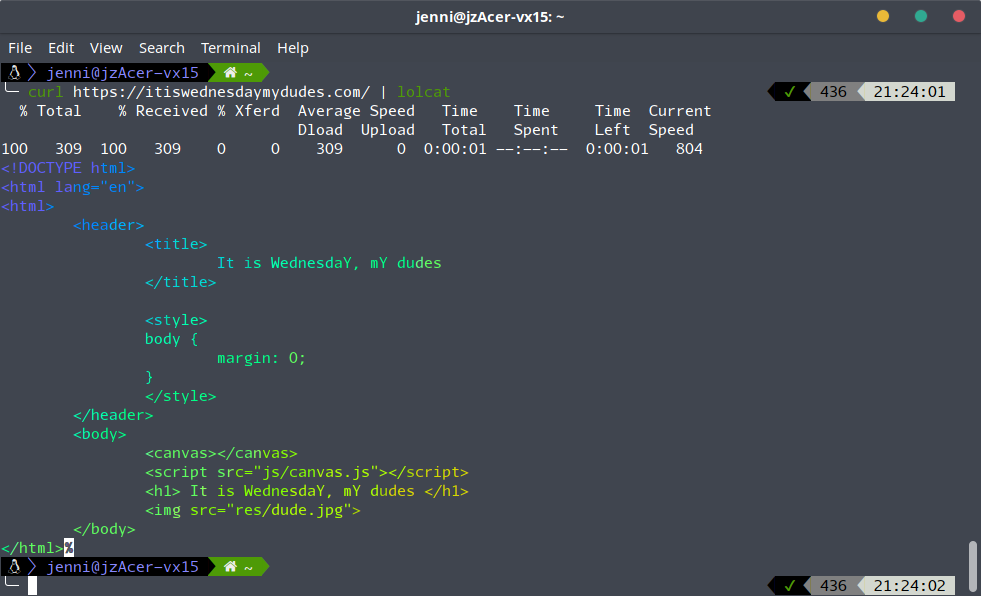 jenni@jzAcer-vx15: ~
File Edit View Search Terminal Help
jenni@jzAcer-vx15 ~
curl https://itiswednesdaymydudes.com/ | lolcat ✓ 436 21:24:01
% Total % Received % Xferd Average Speed Time Time Time Current
Dload Upload Total Spent Left Speed
100 309 100 309 0 0 309 0 0:00:01 --:--:-- 0:00:01 804
<!DOCTYPE html>
<html lang="en">
<html>
<header>
<title>
It is WednesdaY, mY dudes
</title>
<style>
body {
margin: 0;
}
</style>
</header>
<body>
<canvas></canvas>
<script src="js/canvas.js"></script>
<h1> It is WednesdaY, mY dudes </h1>
<img src="res/dude.jpg">
</body>
</html>%
jenni@jzAcer-vx15 ~
✓ 436 21:24:02